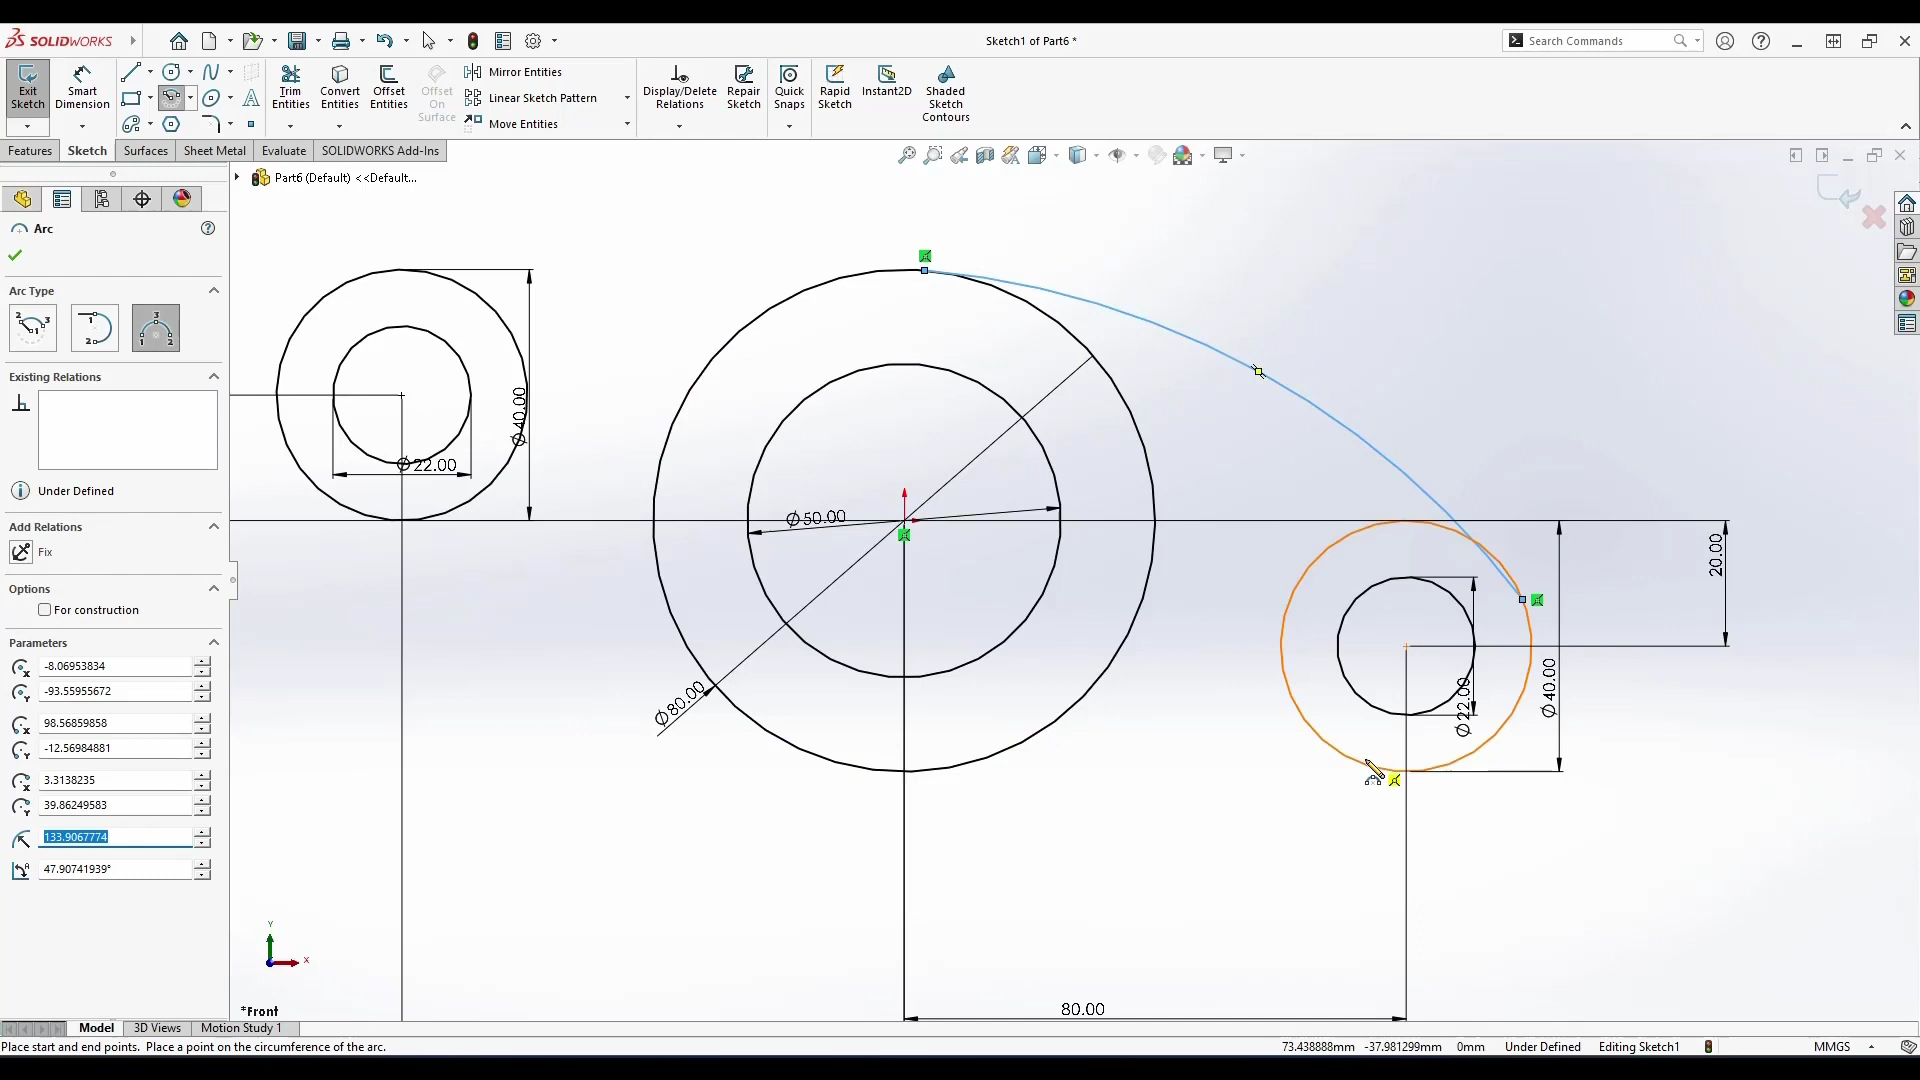 SOLIDWORKS
Sketch1 of Part6 *
Search Commands
Exit Sketch
Smart Dimension
Trim Entities
Convert Entities
Offset Entities
Offset On Surface
Mirror Entities
Linear Sketch Pattern
Move Entities
Display/Delete Relations
Repair Sketch
Quick Snaps
Rapid Sketch
Instant2D
Shaded Sketch Contours
Features
Sketch
Surfaces
Sheet Metal
Evaluate
SOLIDWORKS Add-Ins
Part6 (Default) <<Default...
Arc
Arc Type
Existing Relations
Under Defined
Add Relations
Fix
Options
For construction
Parameters
-8.06953834
-93.55955672
98.56859858
-12.56984881
3.3138235
39.86249583
133.9067774
47.90741939°
Ø40.00
Ø22.00
Ø50.00
Ø80.00
20.00
Ø22.00
Ø40.00
80.00
Y
X
*Front
Model
3D Views
Motion Study 1
Place start and end points. Place a point on the circumference of the arc.
73.438888mm
-37.981299mm
0mm
Under Defined
Editing Sketch1
MMGS